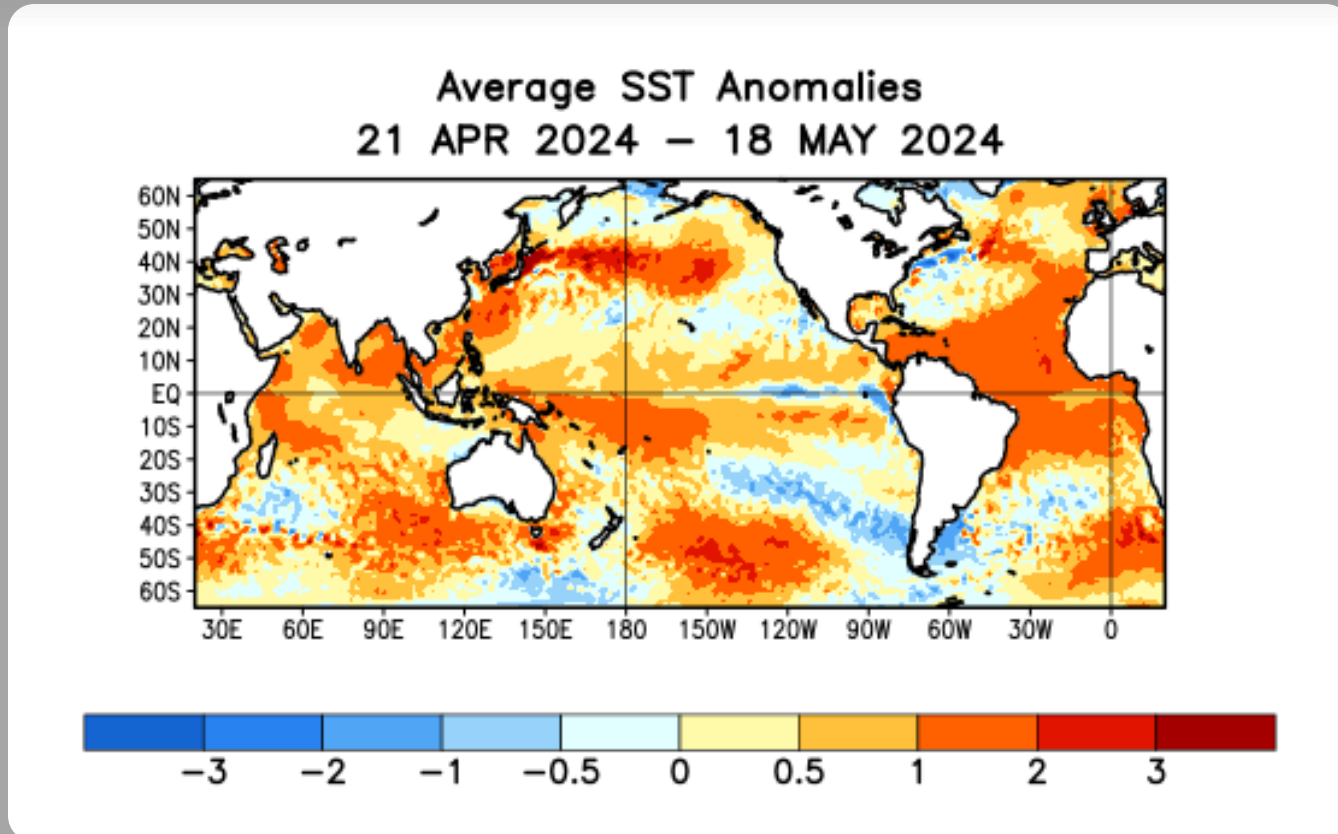 Average SST Anomalies
21 APR 2024 – 18 MAY 2024
60N
50N
40N
30N
20N
10N
EQ
10S
20S
30S
40S
50S
60S
30E 60E 90E 120E 150E 180 150W 120W 90W 60W 30W 0
−3 −2 −1 −0.5 0 0.5 1 2 3